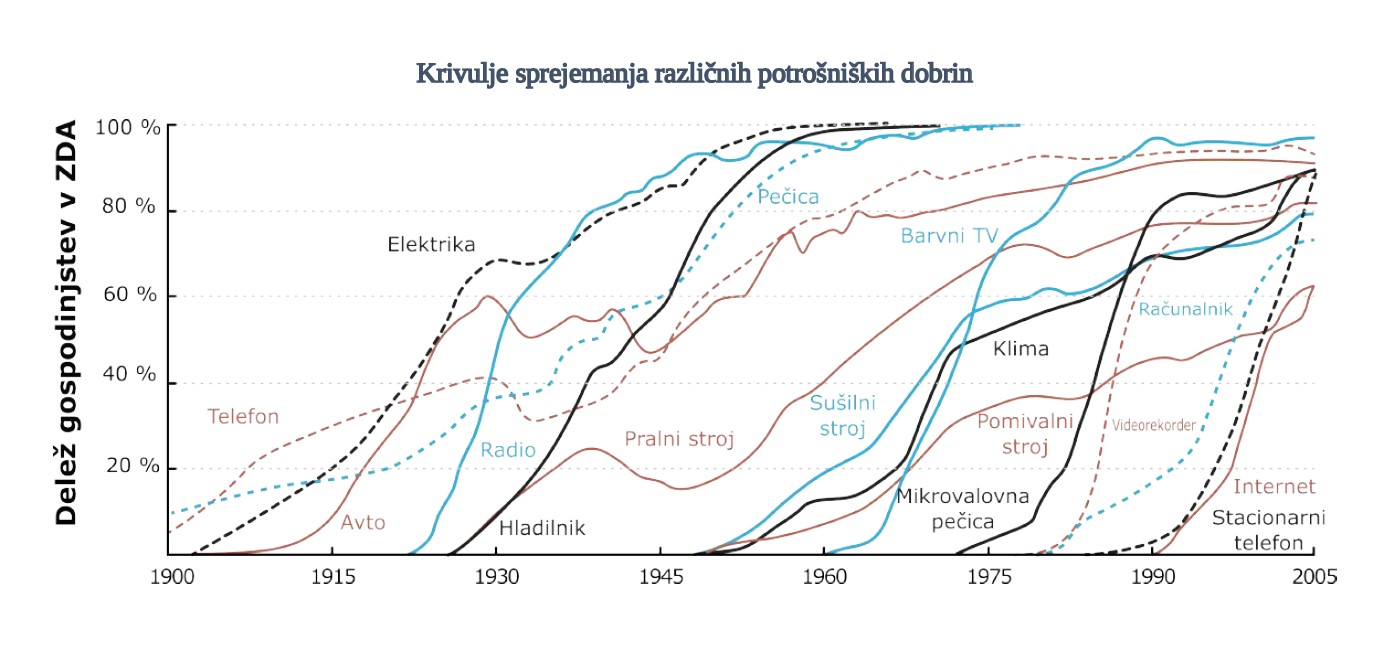 Krivulje sprejemanja različnih potrošniških dobrin
Delež gospodinjstev v ZDA
100 %
80 %
60 %
40 %
20 %
Elektrika
Pečica
Barvni TV
Računalnik
Klima
Telefon
Sušilni
stroj
Pomivalni
stroj
Videorekorder
Radio
Pralni stroj
Avto
Hladilnik
Mikrovalovna
pečica
Internet
Stacionarni
telefon
1900
1915
1930
1945
1960
1975
1990
2005